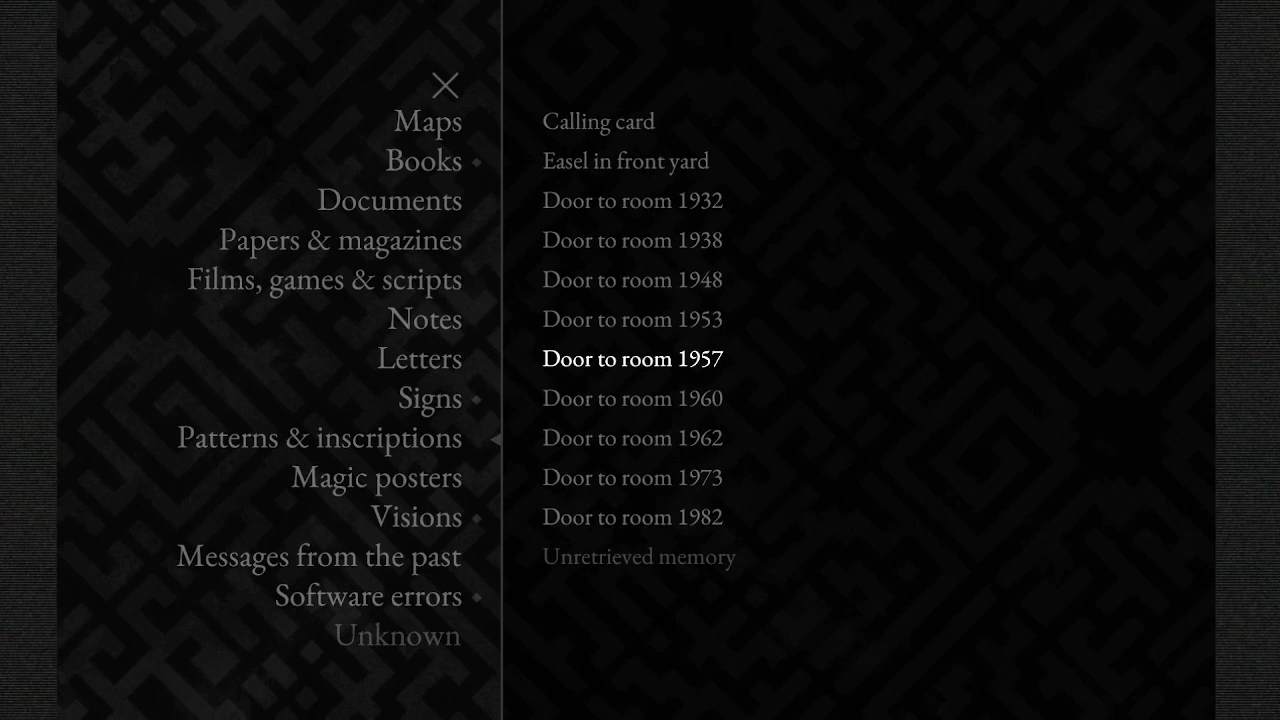 Maps
Books
Documents
Papers & magazines
Films, games & scripts
Notes
Letters
Signs
Patterns & inscriptions
Magic posters
Visions
Messages from the past
Software errors
Unknown
Calling card
Easel in front yard
Door to room 1932
Door to room 1938
Door to room 1948
Door to room 1953
Door to room 1957
Door to room 1960
Door to room 1962
Door to room 1973
Door to room 1982
Unretrieved memory